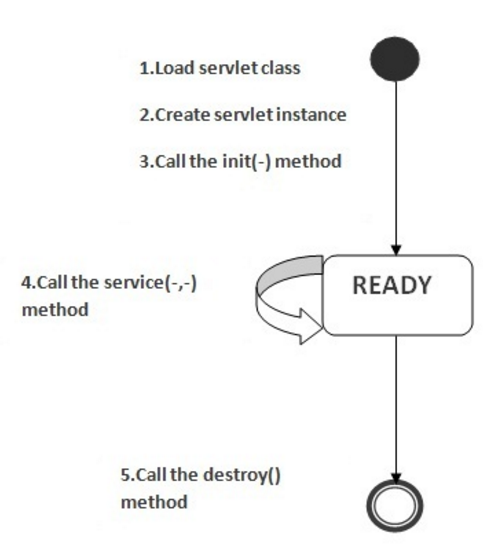 1.Load servlet class
2.Create servlet instance
3.Call the init(-) method
4.Call the service(-,-)
method
READY
5.Call the destroy()
method